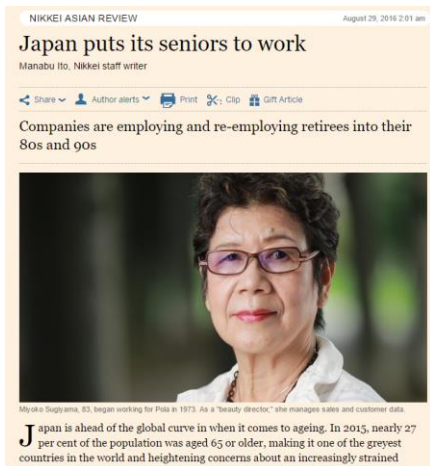 NIKKEI ASIAN REVIEW
August 29, 2016 2:01 am
Japan puts its seniors to work
Manabu Ito, Nikkei staff writer
Share Author alerts Print Clip Gift Article
Companies are employing and re-employing retirees into their
80s and 90s
Miyoko Sugiyama, 83, began working for Pola in 1973. As a "beauty director," she manages sales and customer data.
Japan is ahead of the global curve in when it comes to ageing. In 2015, nearly 27
per cent of the population was aged 65 or older, making it one of the greyest
countries in the world and heightening concerns about an increasingly strained